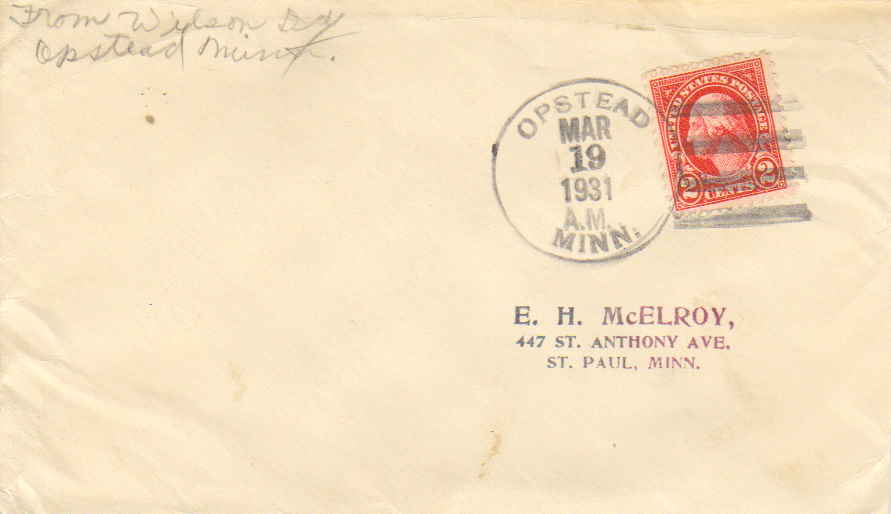 From Wilson
Opstead Minn.
OPSTEAD
MAR
19
1931
A.M.
MINN.
UNITED STATES POSTAGE
2 CENTS 2
E. H. McELROY,
447 ST. ANTHONY AVE.
ST. PAUL, MINN.